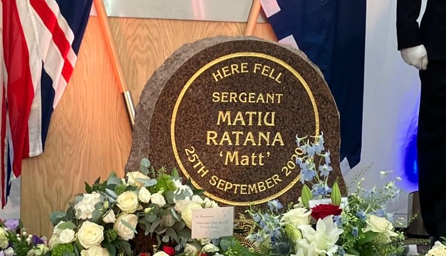 HERE FELL
SERGEANT
MATIU
RATANA
'Matt'
25TH SEPTEMBER 2020